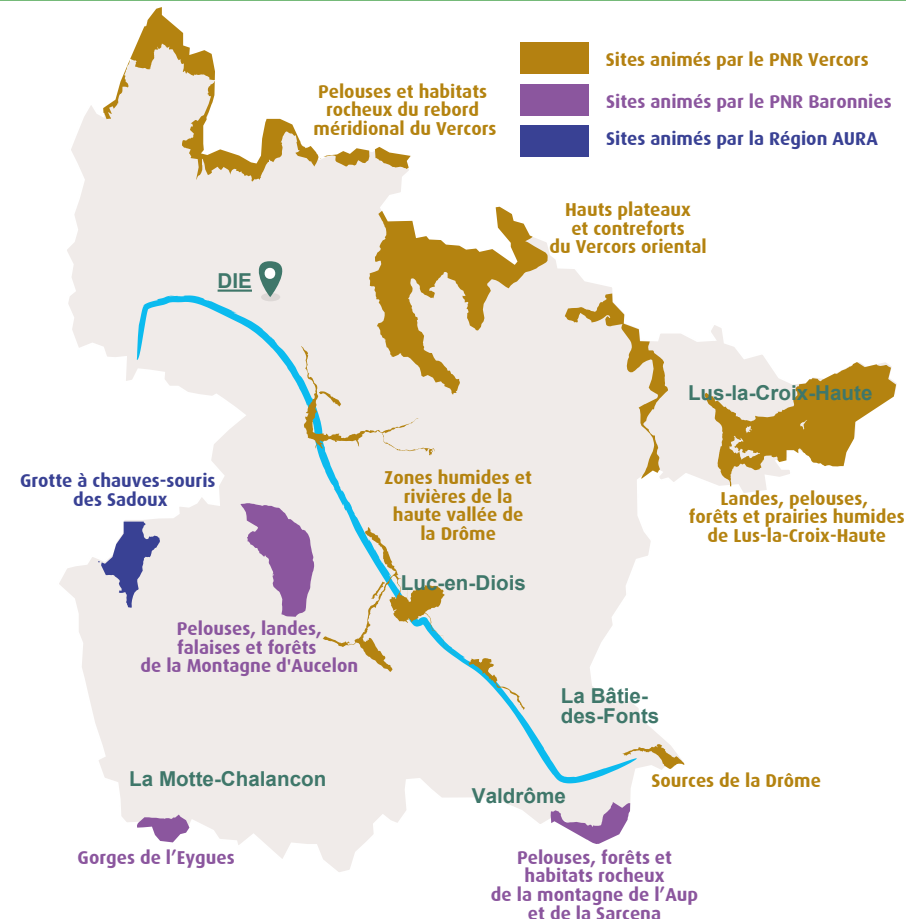 Sites animés par le PNR Vercors
Sites animés par le PNR Baronnies
Sites animés par la Région AURA
Pelouses et habitats
rocheux du rebord
méridional du Vercors
Hauts plateaux
et contreforts
du Vercors oriental
DIE
Lus-la-Croix-Haute
Landes, pelouses,
forêts et prairies humides
de Lus-la-Croix-Haute
Grotte à chauves-souris
des Sadoux
Zones humides et
rivières de la
haute vallée de
la Drôme
Luc-en-Diois
Pelouses, landes,
falaises et forêts
de la Montagne d'Aucelon
La Bâtie-
des-Fonts
La Motte-Chalancon
Valdrôme
Sources de la Drôme
Gorges de l’Eygues
Pelouses, forêts et
habitats rocheux
de la montagne de l’Aup
et de la Sarcena